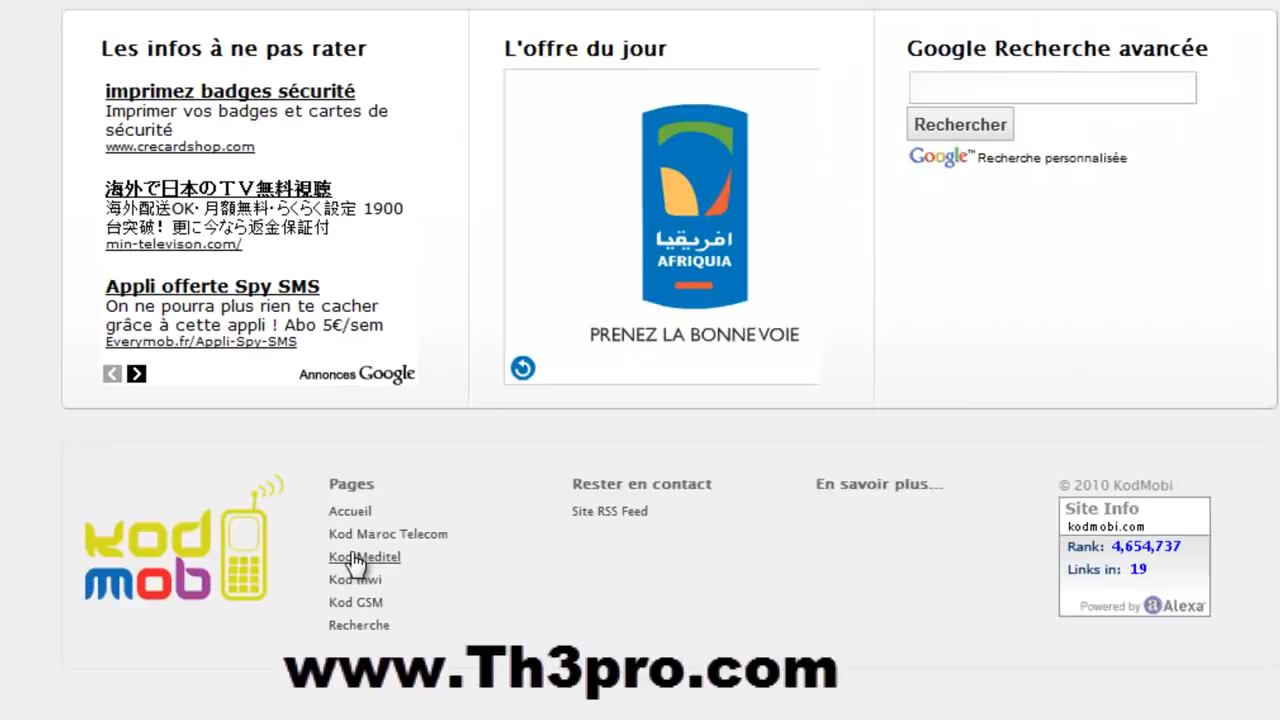 Les infos à ne pas rater
imprimez badges sécurité
Imprimer vos badges et cartes de
sécurité
www.crecardshop.com
海外で日本のＴＶ無料視聴
海外配送OK･月額無料･らくらく設定 1900
台突破！更に今なら返金保証付
min-televison.com/
Appli offerte Spy SMS
On ne pourra plus rien te cacher
grâce à cette appli ! Abo 5€/sem
Everymob.fr/Appli-Spy-SMS
Annonces Google
L'offre du jour
افريقيا
AFRIQUIA
PRENEZ LA BONNE VOIE
Google Recherche avancée
Rechercher
Google™ Recherche personnalisée
kod
mob
Pages
Accueil
Kod Maroc Telecom
Kod Meditel
Kod Inwi
Kod GSM
Recherche
Rester en contact
Site RSS Feed
En savoir plus...
© 2010 KodMobi
Site Info
kodmobi.com
Rank: 4,654,737
Links in: 19
Powered by Alexa
www.Th3pro.com